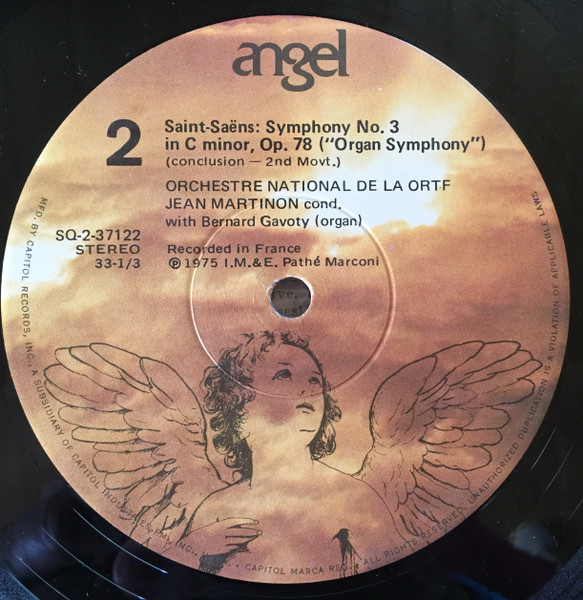 angel
2
Saint-Saëns: Symphony No. 3
in C minor, Op. 78 ("Organ Symphony")
(conclusion — 2nd Movt.)
ORCHESTRE NATIONAL DE LA ORTF
JEAN MARTINON cond.
with Bernard Gavoty (organ)
SQ-2-37122
STEREO
33-1/3
Recorded in France
℗ 1975 I.M.&E. Pathé Marconi
MFD. BY CAPITOL RECORDS, INC., A SUBSIDIARY OF CAPITOL INDUSTRIES-EMI, INC., CAPITOL MARCA REG. ALL RIGHTS RESERVED. UNAUTHORIZED DUPLICATION IS A VIOLATION OF APPLICABLE LAWS